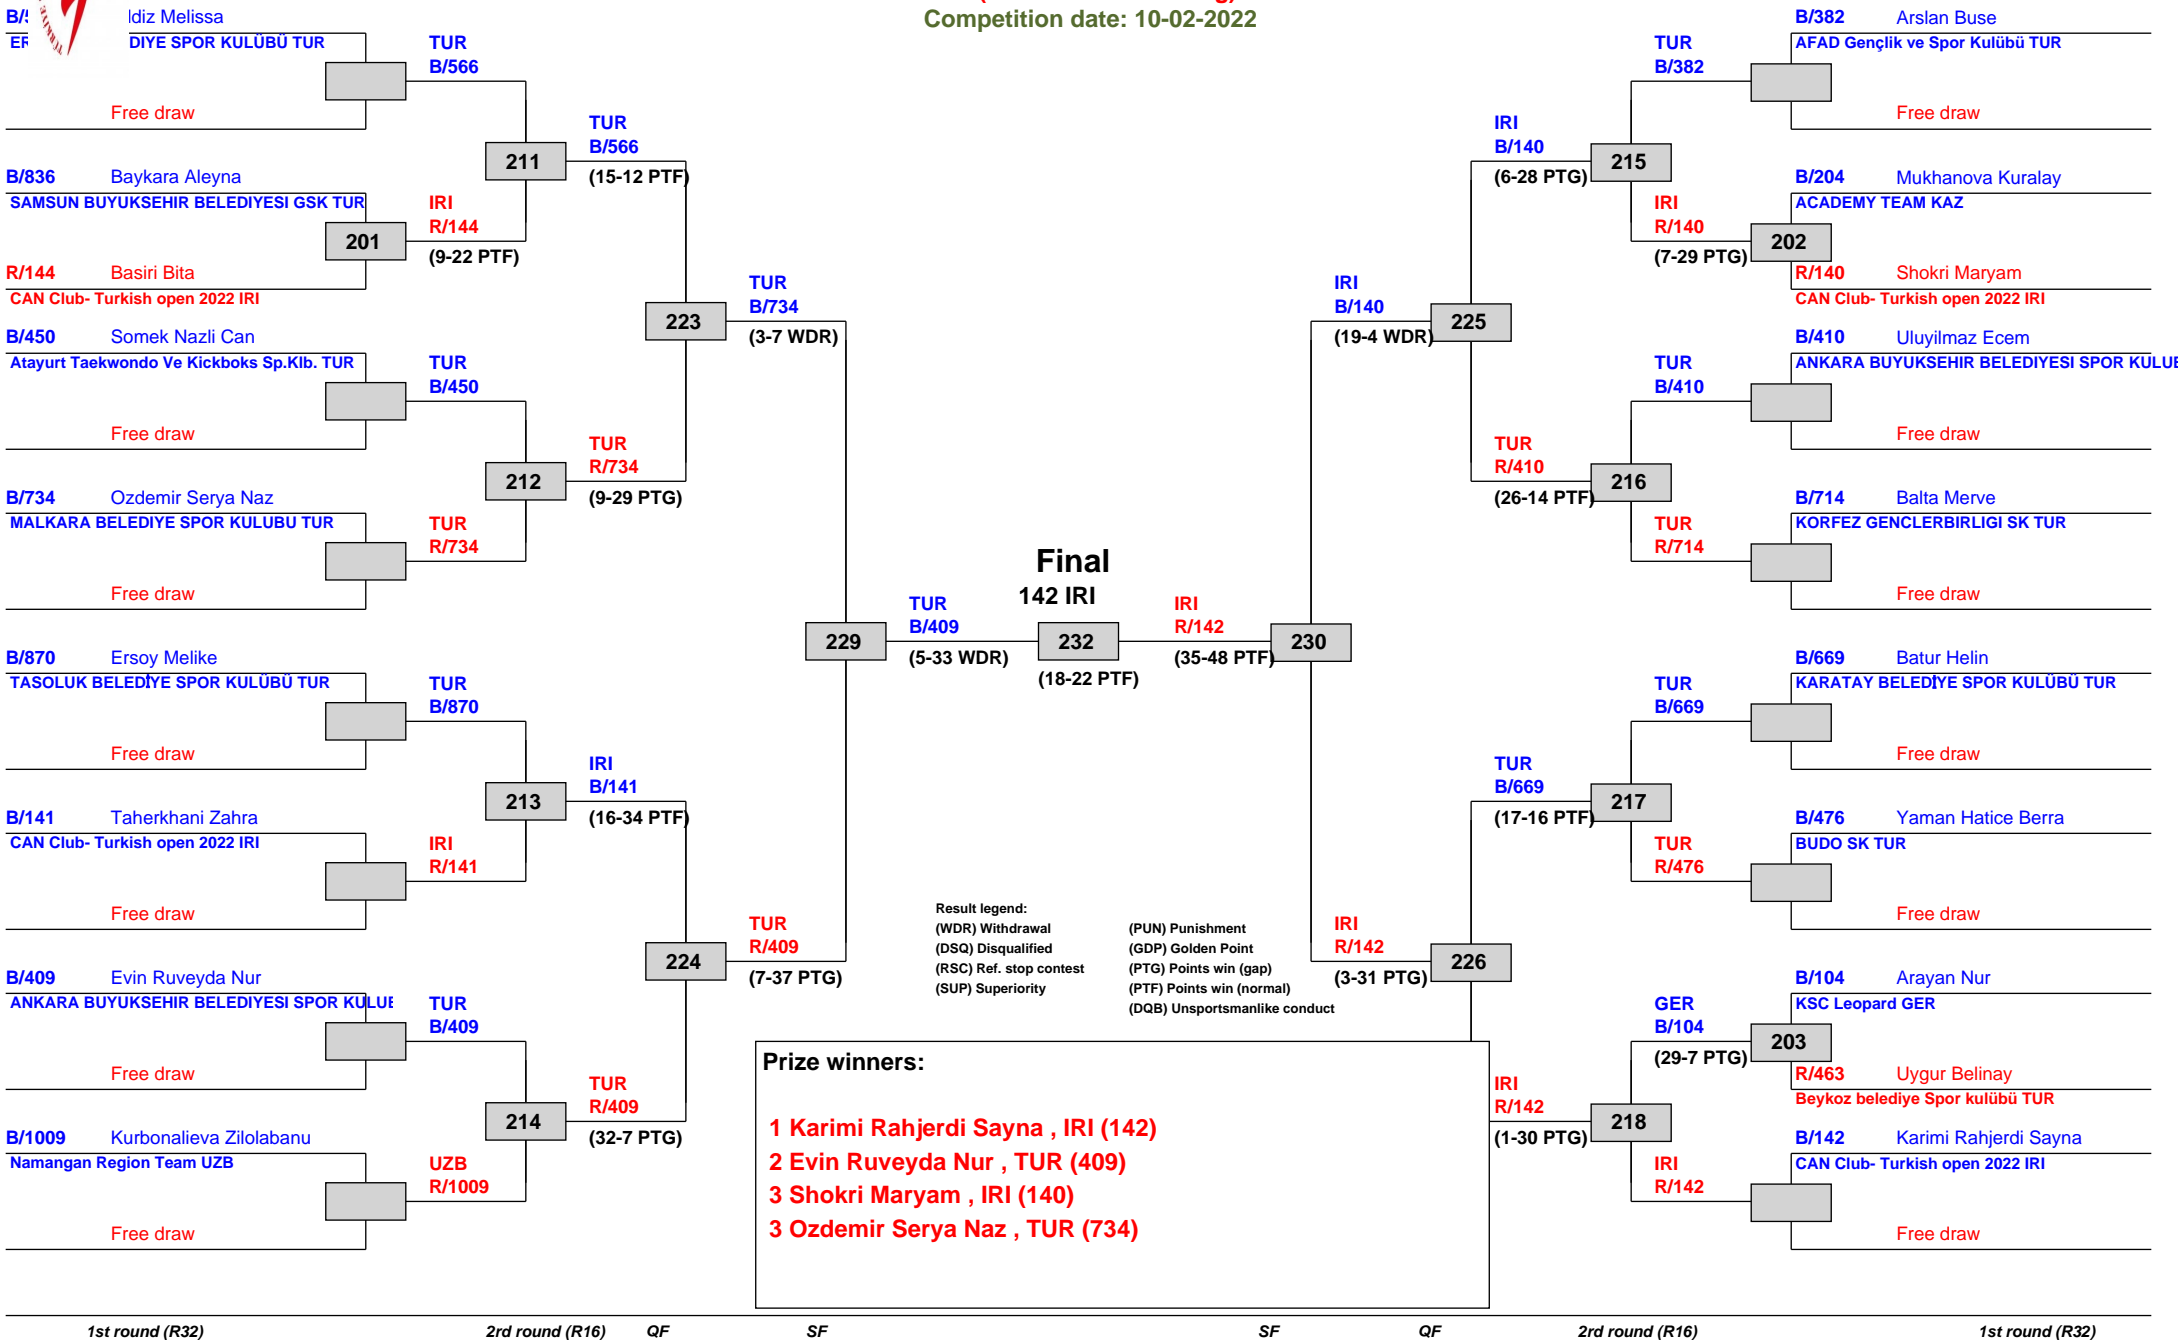 Competition date: 10-02-2022
ldiz Melissa
DIYE SPOR KULÜBÜ TUR
Free draw
B/836 Baykara Aleyna
SAMSUN BUYUKSEHIR BELEDIYESI GSK TUR
201
R/144 Basiri Bita
CAN Club- Turkish open 2022 IRI
B/450 Somek Nazli Can
Atayurt Taekwondo Ve Kickboks Sp.Klb. TUR
Free draw
B/734 Ozdemir Serya Naz
MALKARA BELEDIYE SPOR KULUBU TUR
Free draw
B/870 Ersoy Melike
TASOLUK BELEDİYE SPOR KULÜBÜ TUR
Free draw
B/141 Taherkhani Zahra
CAN Club- Turkish open 2022 IRI
Free draw
B/409 Evin Ruveyda Nur
ANKARA BUYUKSEHIR BELEDIYESI SPOR
Free draw
B/1009 Kurbonalieva Zilolabanu
Namangan Region Team UZB
Free draw
TUR
B/566
211
IRI
R/144
(9-22 PTF)
TUR
B/450
212
TUR
R/734
TUR
B/870
213
IRI
R/141
TUR
B/409
214
UZB
R/1009
TUR
B/566
(15-12 PTF)
223
TUR
R/734
(9-29 PTG)
IRI
B/141
(16-34 PTF)
224
TUR
R/409
(32-7 PTG)
TUR
B/734
(3-7 WDR)
229
TUR
R/409
(7-37 PTG)
TUR
B/409
(5-33 WDR)
Final
142 IRI
232
(18-22 PTF)
IRI
R/142
(35-48 PTF)
230
IRI
B/140
(19-4 WDR)
225
IRI
R/142
(3-31 PTG)
226
IRI
B/140
(6-28 PTG)
215
TUR
R/410
(26-14 PTF)
216
TUR
B/669
(17-16 PTF)
217
IRI
R/142
(1-30 PTG)
218
TUR
B/382
IRI
R/140
(7-29 PTG)
202
TUR
B/410
TUR
R/714
TUR
B/669
TUR
R/476
GER
B/104
(29-7 PTG)
203
IRI
R/142
B/382 Arslan Buse
AFAD Gençlik ve Spor Kulübü TUR
Free draw
B/204 Mukhanova Kuralay
ACADEMY TEAM KAZ
R/140 Shokri Maryam
CAN Club- Turkish open 2022 IRI
B/410 Uluyilmaz Ecem
ANKARA BUYUKSEHIR BELEDIYESI SPOR
Free draw
B/714 Balta Merve
KORFEZ GENCLERBIRLIGI SK TUR
Free draw
B/669 Batur Helin
KARATAY BELEDİYE SPOR KULÜBÜ TUR
Free draw
B/476 Yaman Hatice Berra
BUDO SK TUR
Free draw
B/104 Arayan Nur
KSC Leopard GER
R/463 Uygur Belinay
Beykoz belediye Spor kulübü TUR
B/142 Karimi Rahjerdi Sayna
CAN Club- Turkish open 2022 IRI
Free draw
Result legend:
(WDR) Withdrawal
(DSQ) Disqualified
(RSC) Ref. stop contest
(SUP) Superiority
(PUN) Punishment
(GDP) Golden Point
(PTG) Points win (gap)
(PTF) Points win (normal)
(DQB) Unsportsmanlike conduct
Prize winners:
1 Karimi Rahjerdi Sayna , IRI (142)
2 Evin Ruveyda Nur , TUR (409)
3 Shokri Maryam , IRI (140)
3 Ozdemir Serya Naz , TUR (734)
1st round (R32) 2rd round (R16) QF SF SF QF 2rd round (R16) 1st round (R32)